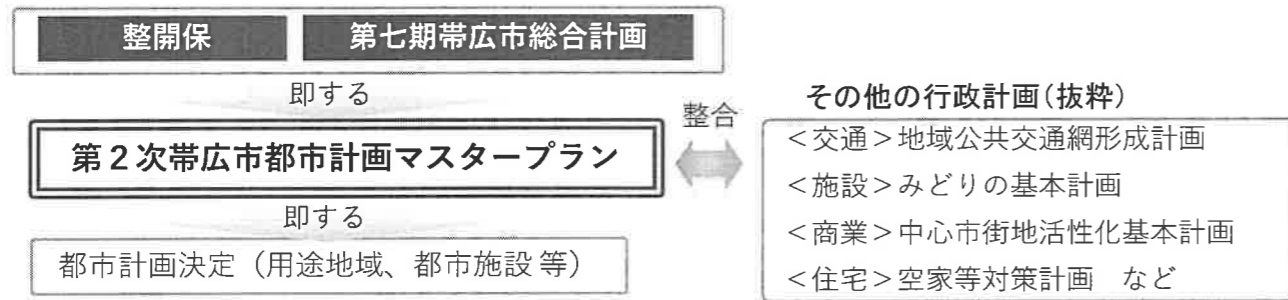 整開保
第七期帯広市総合計画
即する
第2次帯広市都市計画マスタープラン
即する
都市計画決定（用途地域、都市施設等）
整合
その他の行政計画（抜粋）
＜交通＞地域公共交通網形成計画
＜施設＞みどりの基本計画
＜商業＞中心市街地活性化基本計画
＜住宅＞空家等対策計画　など